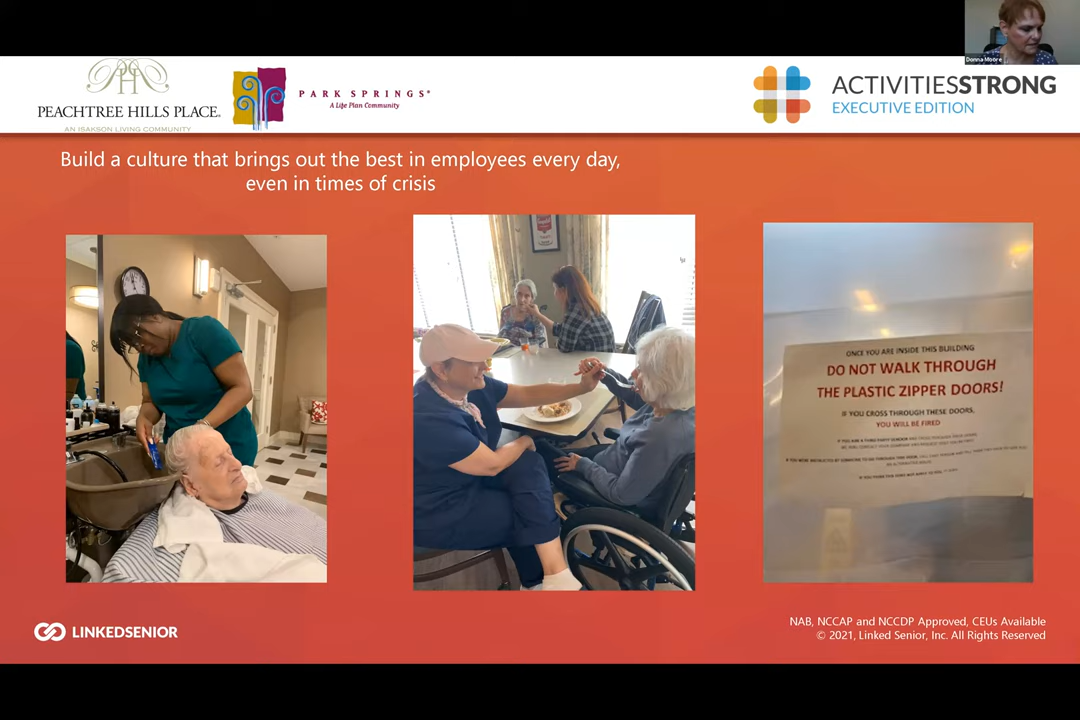 Donna Moore
PH
PEACHTREE HILLS PLACE®
AN ISAKSON LIVING COMMUNITY
PARK SPRINGS®
A Life Plan Community
ACTIVITIESSTRONG
EXECUTIVE EDITION
Build a culture that brings out the best in employees every day,
even in times of crisis
ONCE YOU ARE INSIDE THIS BUILDING
DO NOT WALK THROUGH
THE PLASTIC ZIPPER DOORS!
IF YOU CROSS THROUGH THESE DOORS,
YOU WILL BE FIRED
LINKEDSENIOR
NAB, NCCAP and NCCDP Approved, CEUs Available
© 2021, Linked Senior, Inc. All Rights Reserved